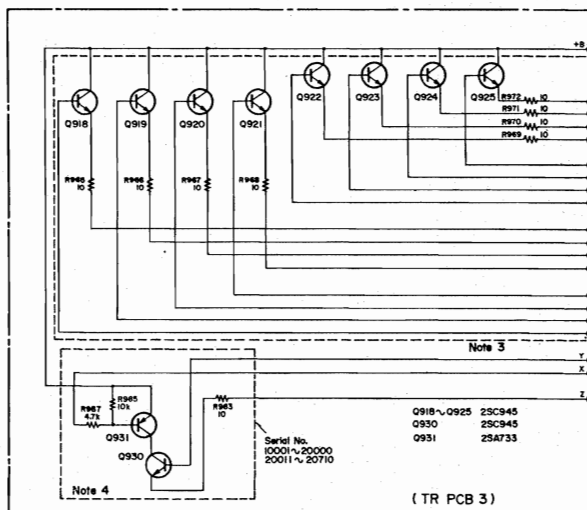 +B
Q918
Q919
Q920
Q921
Q922
Q923
Q924
Q925
R972 10
R971 10
R970 10
R969 10
R965 10
R966 10
R967 10
R968 10
Note 3
Y
X
Z
R987 4.7k
R985 10k
R983 10
Q931
Q930
Serial No.
10001~20000
20011~20710
Note 4
Q918~Q925 2SC945
Q930 2SC945
Q931 2SA733
(TR PCB 3)